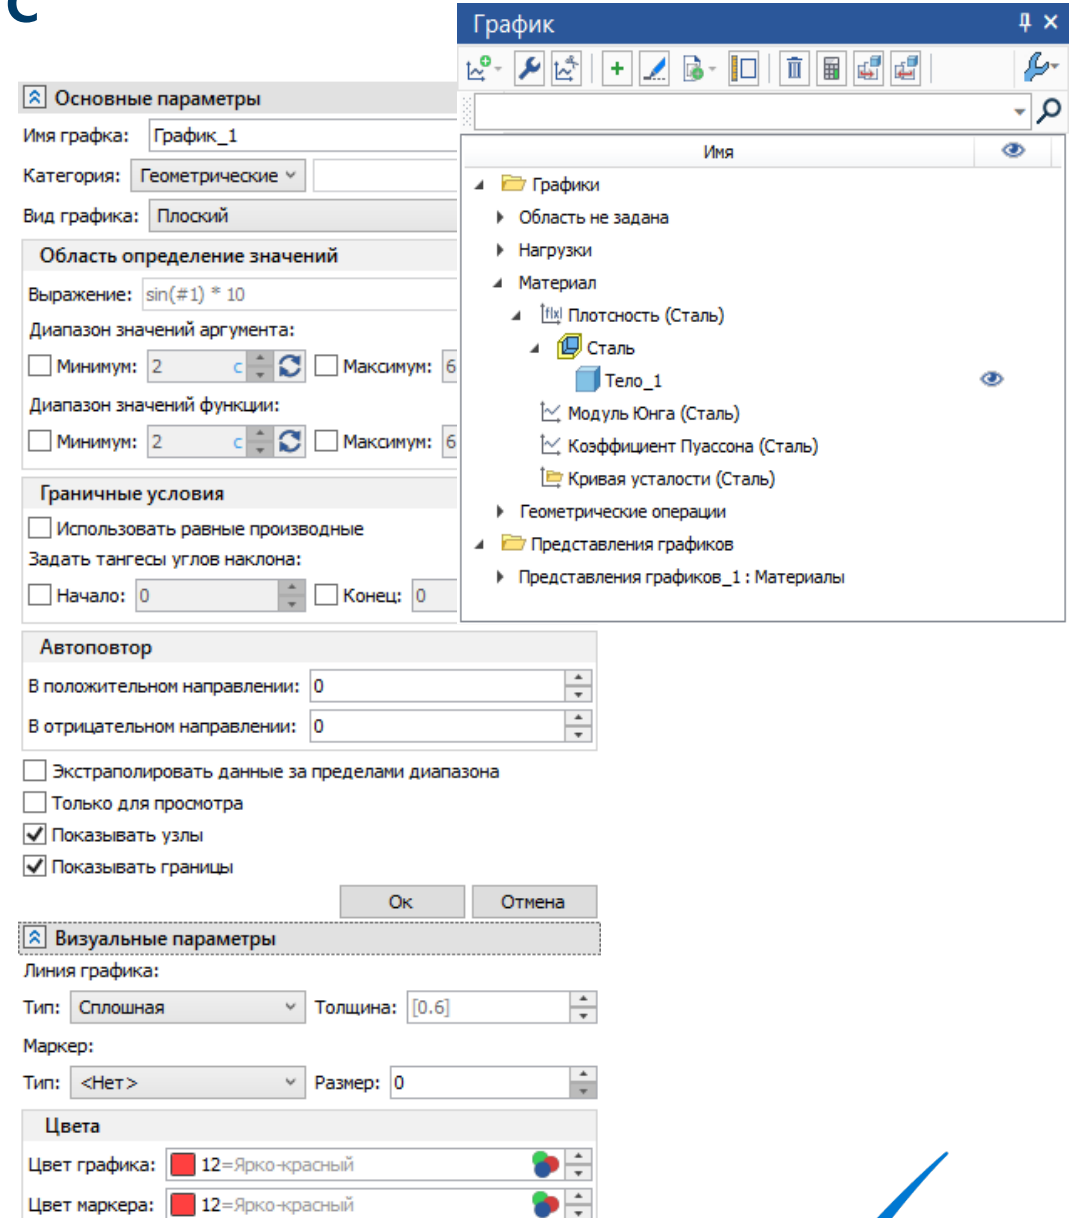 С
График
Основные параметры
Имя графка: График_1
Категория: Геометрические
Вид графика: Плоский
Область определение значений
Выражение: sin(#1) * 10
Диапазон значений аргумента:
Минимум: 2 с Максимум: 6
Диапазон значений функции:
Минимум: 2 с Максимум: 6
Граничные условия
Использовать равные производные
Задать тангесы углов наклона:
Начало: 0 Конец: 0
Автоповтор
В положительном направлении: 0
В отрицательном направлении: 0
Экстраполировать данные за пределами диапазона
Только для просмотра
Показывать узлы
Показывать границы
Ок Отмена
Визуальные параметры
Линия графика:
Тип: Сплошная Толщина: [0.6]
Маркер:
Тип: <Нет> Размер: 0
Цвета
Цвет графика: 12=Ярко-красный
Цвет маркера: 12=Ярко-красный
Имя
Графики
Область не задана
Нагрузки
Материал
f(x) Плотсность (Сталь)
Сталь
Тело_1
Модуль Юнга (Сталь)
Коэффициент Пуассона (Сталь)
Кривая усталости (Сталь)
Геометрические операции
Представления графиков
Представления графиков_1 : Материалы